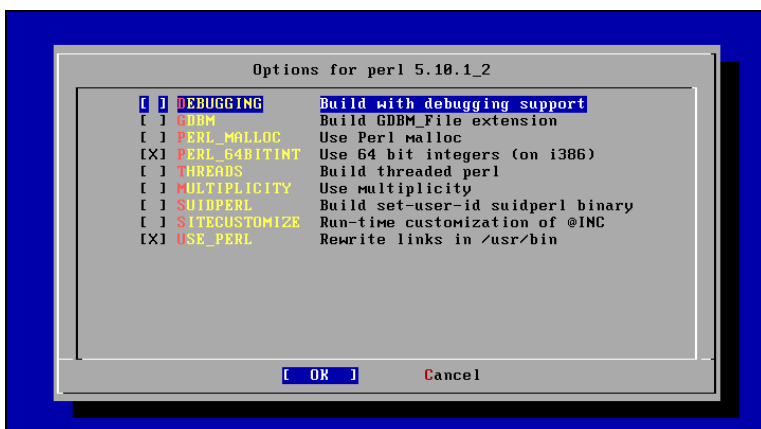 Options for perl 5.10.1_2
[ ] DEBUGGING Build with debugging support
[ ] GDBM Build GDBM_File extension
[ ] PERL_MALLOC Use Perl malloc
[X] PERL_64BITINT Use 64 bit integers (on i386)
[ ] THREADS Build threaded perl
[ ] MULTIPLICITY Use multiplicity
[ ] SUIDPERL Build set-user-id suidperl binary
[ ] SITECUSTOMIZE Run-time customization of @INC
[X] USE_PERL Rewrite links in /usr/bin
[ OK ] Cancel